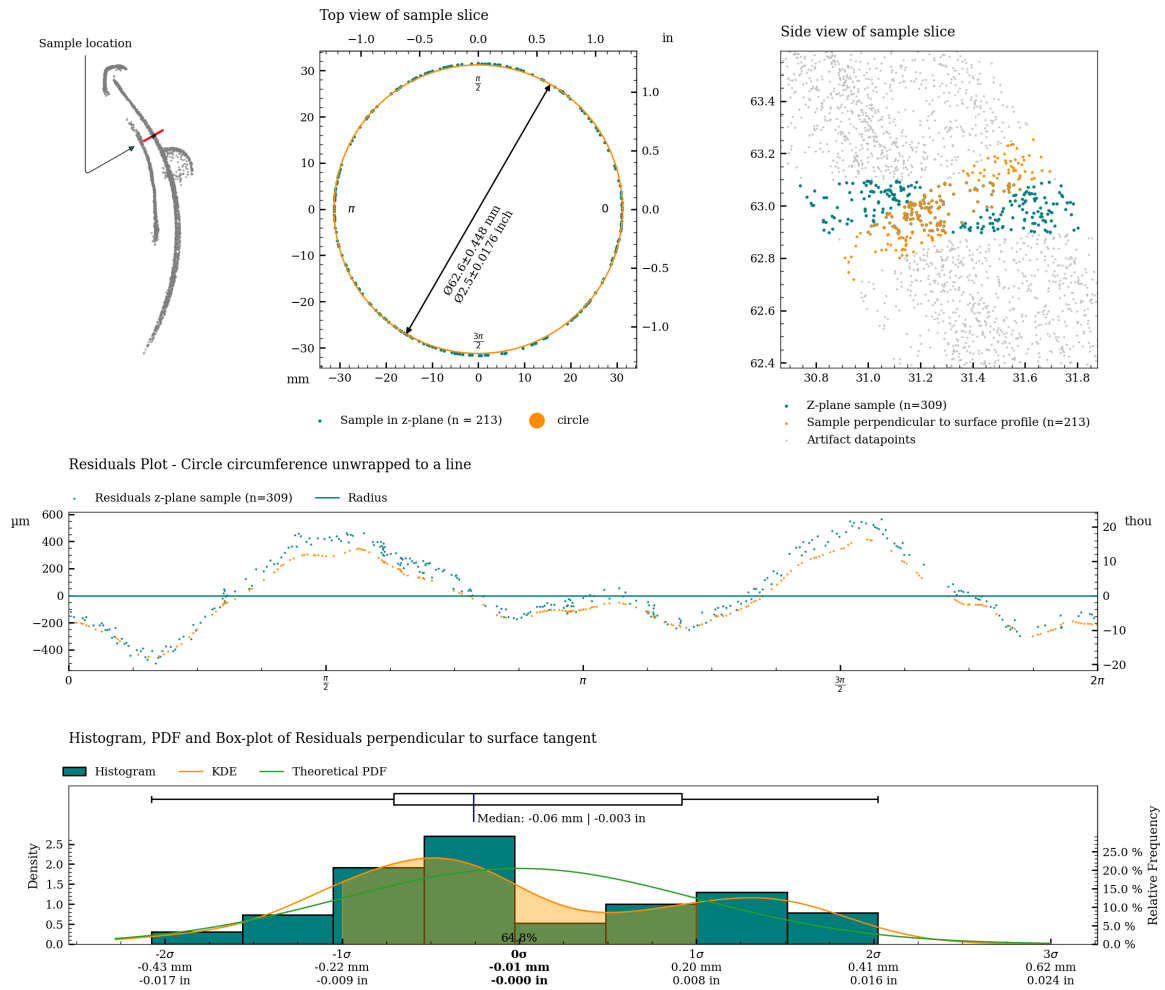 Sample location
Top view of sample slice
−1.0 −0.5 0.0 0.5 1.0 in
30
20
10
0
−10
−20
−30
mm
1.0
0.5
0.0
−0.5
−1.0
π/2
π
0
3π/2
Ø62.6±0.448 mm
Ø2.5±0.0176 inch
−30 −20 −10 0 10 20 30
Sample in z-plane (n = 213) circle
Side view of sample slice
63.4
63.2
63.0
62.8
62.6
62.4
30.8 31.0 31.2 31.4 31.6 31.8
Z-plane sample (n=309)
Sample perpendicular to surface profile (n=213)
Artifact datapoints
Residuals Plot - Circle circumference unwrapped to a line
Residuals z-plane sample (n=309) Radius
µm
600
400
200
0
−200
−400
thou
20
10
0
−10
−20
0 π/2 π 3π/2 2π
Histogram, PDF and Box-plot of Residuals perpendicular to surface tangent
Histogram KDE Theoretical PDF
Median: -0.06 mm | -0.003 in
Density
2.5
2.0
1.5
1.0
0.5
0.0
Relative Frequency
25.0 %
20.0 %
15.0 %
10.0 %
5.0 %
0.0 %
64.8%
-2σ -1σ 0σ 1σ 2σ 3σ
-0.43 mm -0.22 mm -0.01 mm 0.20 mm 0.41 mm 0.62 mm
-0.017 in -0.009 in -0.000 in 0.008 in 0.016 in 0.024 in